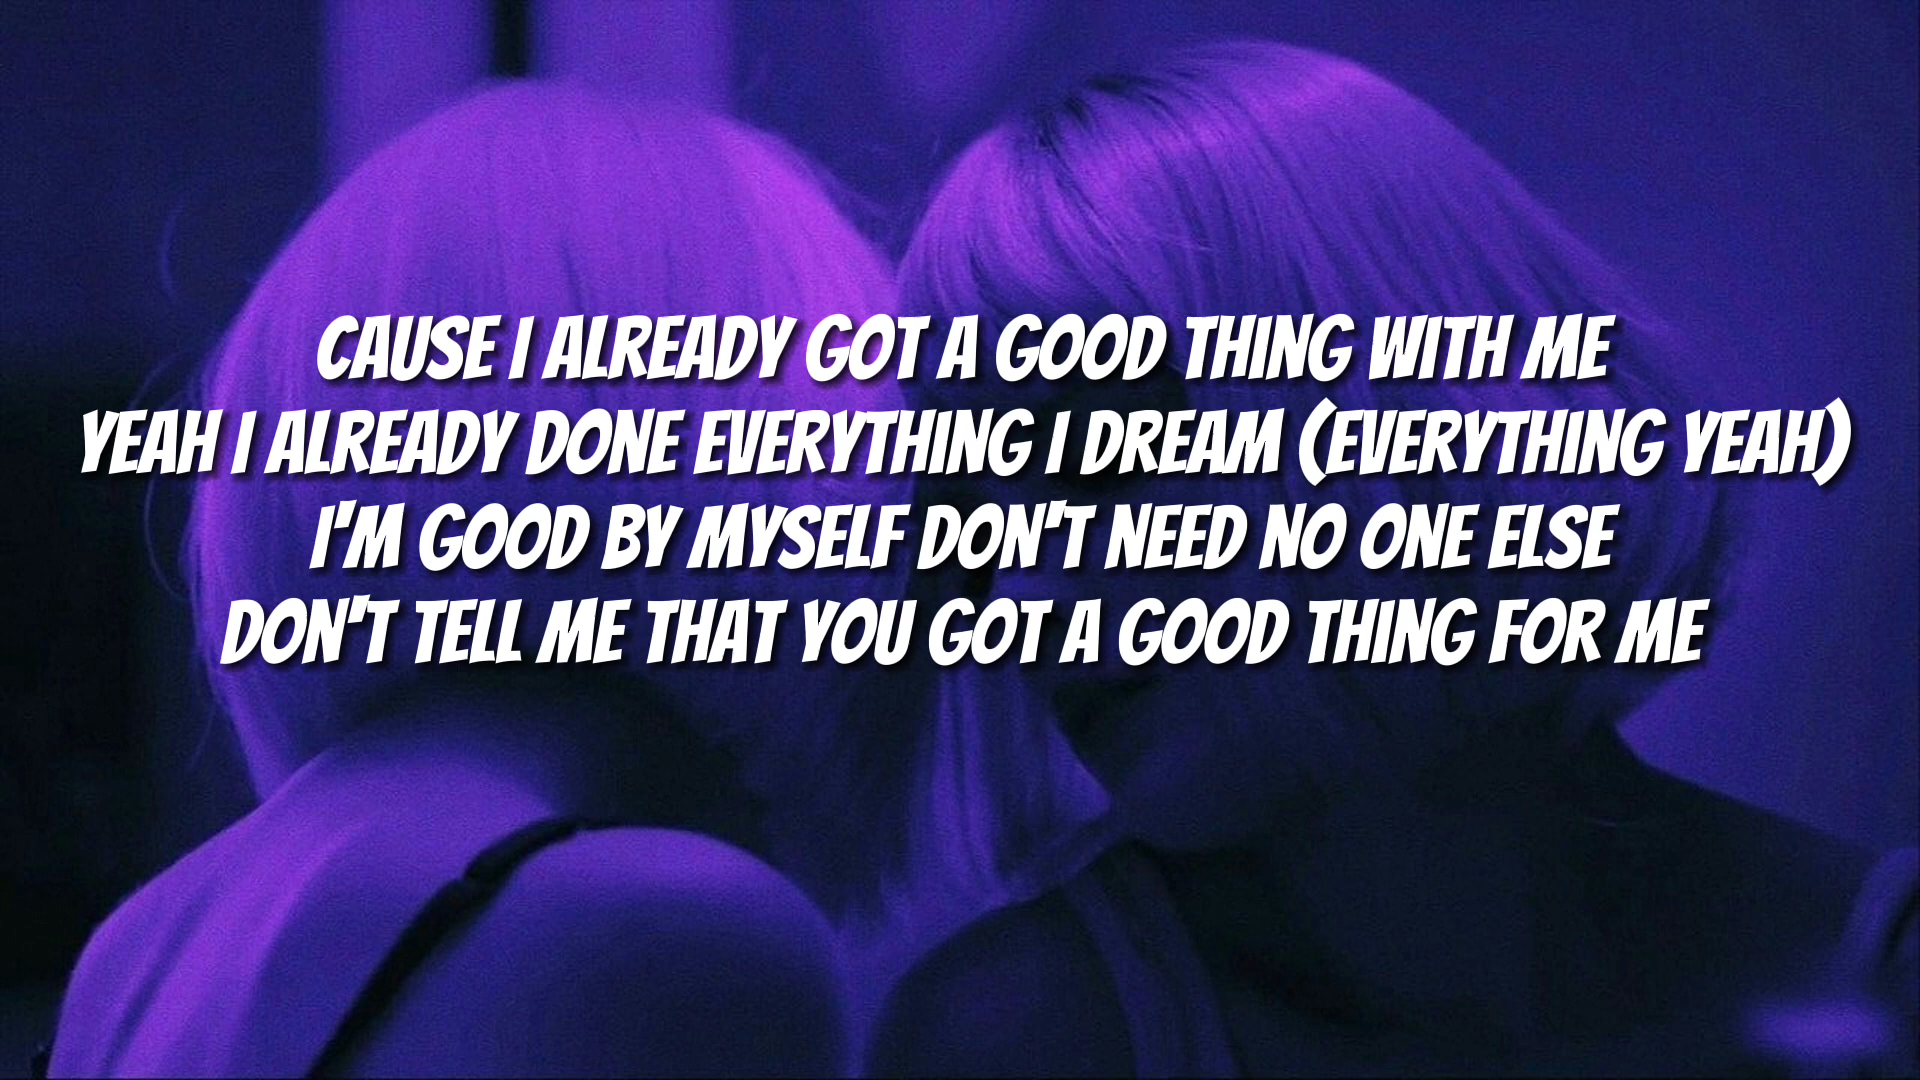 CAUSE I ALREADY GOT A GOOD THING WITH ME
YEAH I ALREADY DONE EVERYTHING I DREAM (EVERYTHING YEAH)
I'M GOOD BY MYSELF DON'T NEED NO ONE ELSE
DON'T TELL ME THAT YOU GOT A GOOD THING FOR ME